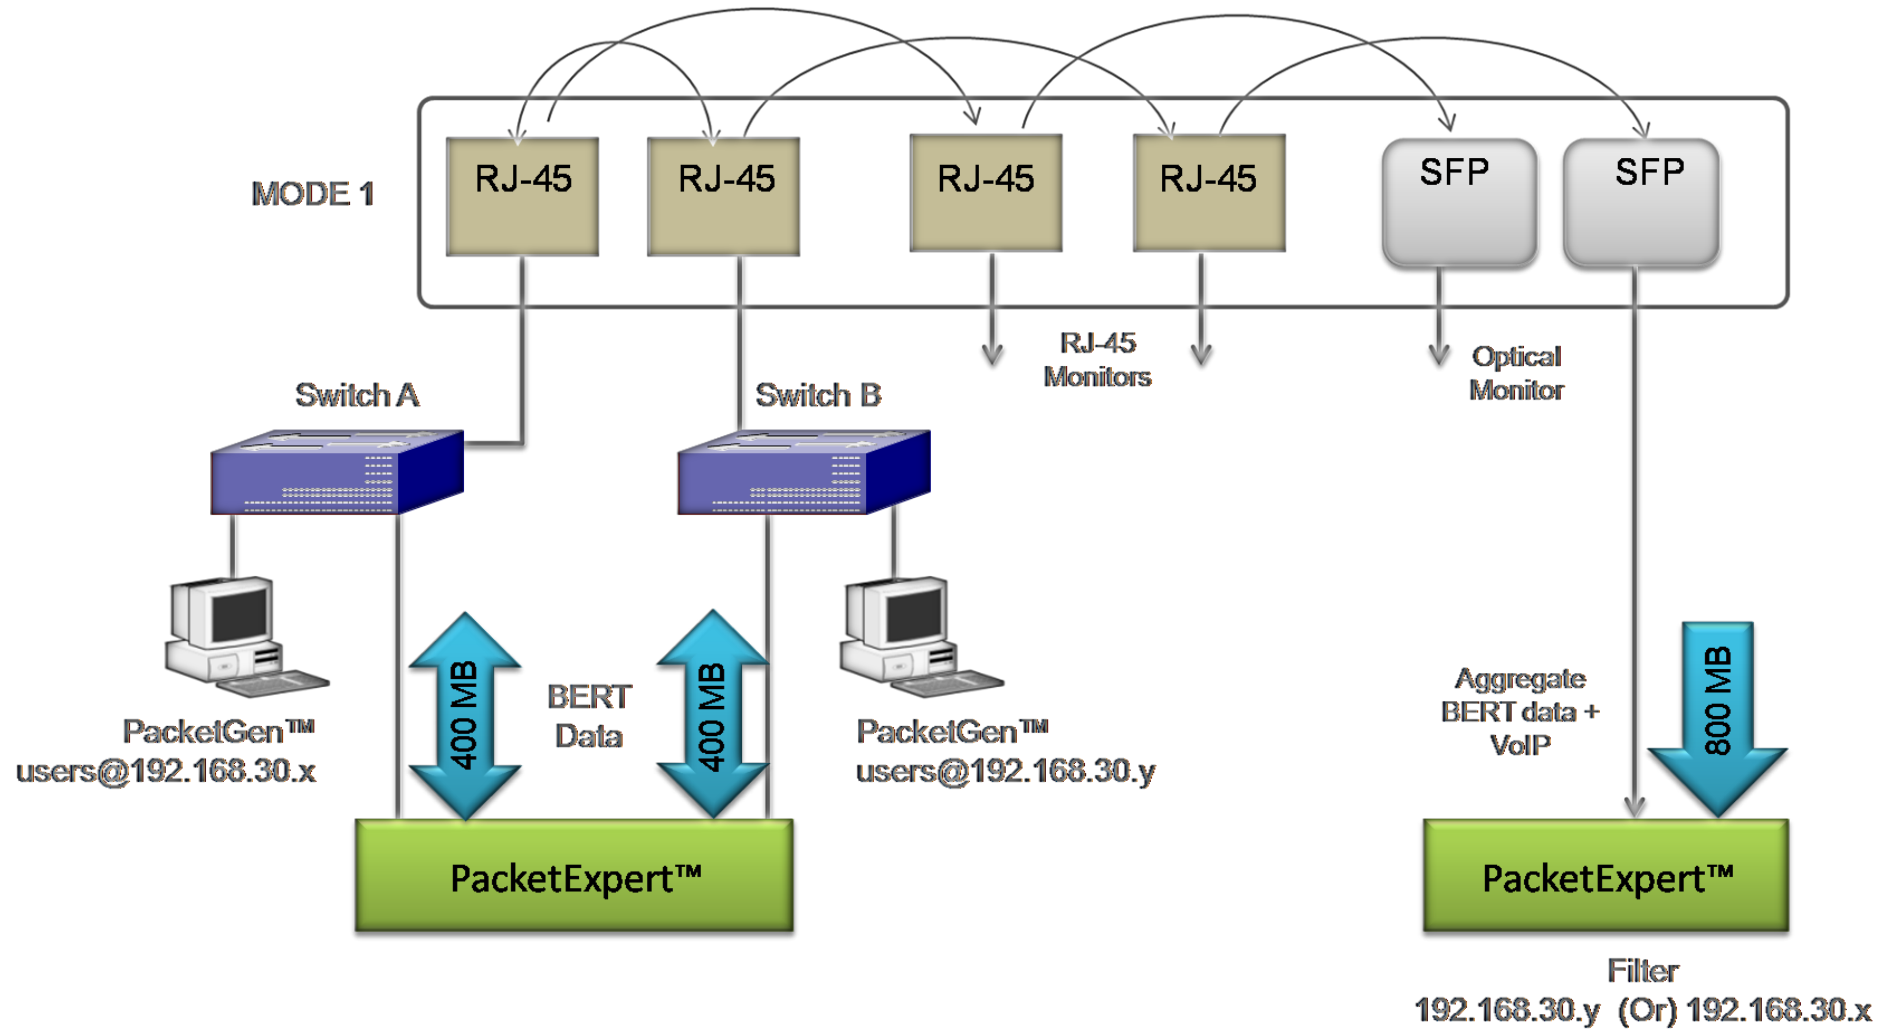 MODE 1
RJ-45
RJ-45
RJ-45
RJ-45
SFP
SFP
RJ-45
Monitors
Optical
Monitor
Switch A
Switch B
400 MB
BERT
Data
400 MB
PacketGen™
users@192.168.30.x
PacketGen™
users@192.168.30.y
Aggregate
BERT data +
VoIP
800 MB
PacketExpert™
PacketExpert™
Filter
192.168.30.y (Or) 192.168.30.x